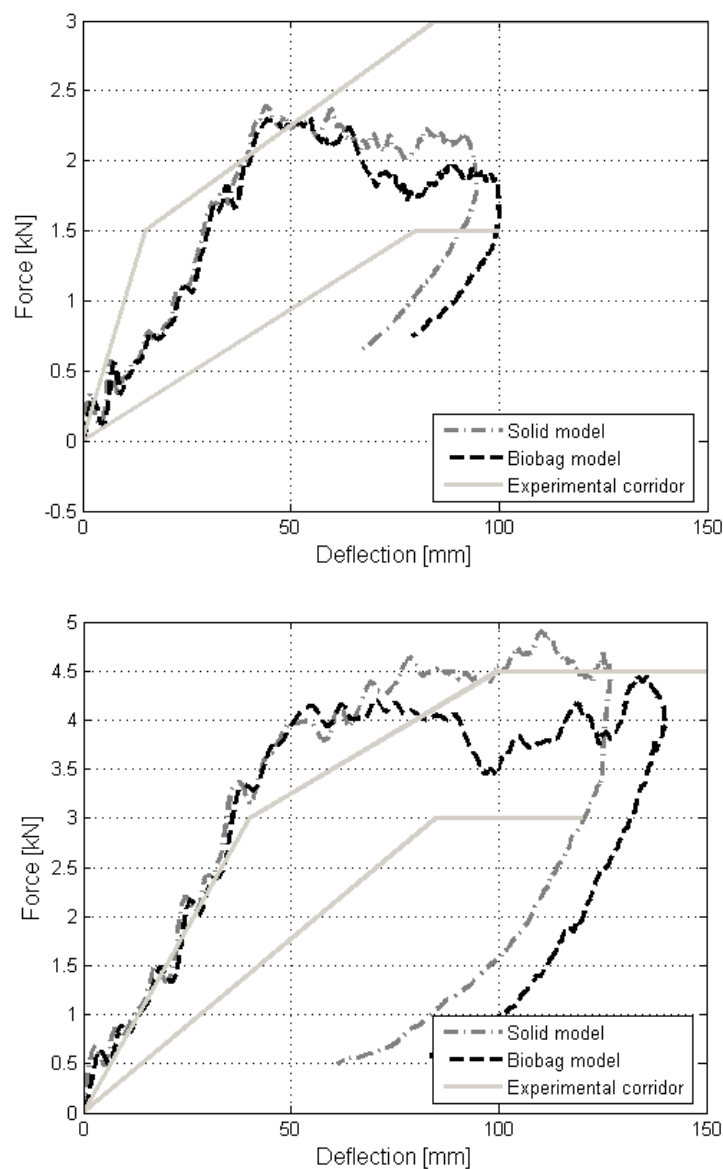 3
2.5
2
1.5
1
0.5
0
-0.5
Force [kN]
0 50 100 150
Deflection [mm]
Solid model
Biobag model
Experimental corridor
5
4.5
4
3.5
3
2.5
2
1.5
1
0.5
0
Force [kN]
0 50 100 150
Deflection [mm]
Solid model
Biobag model
Experimental corridor